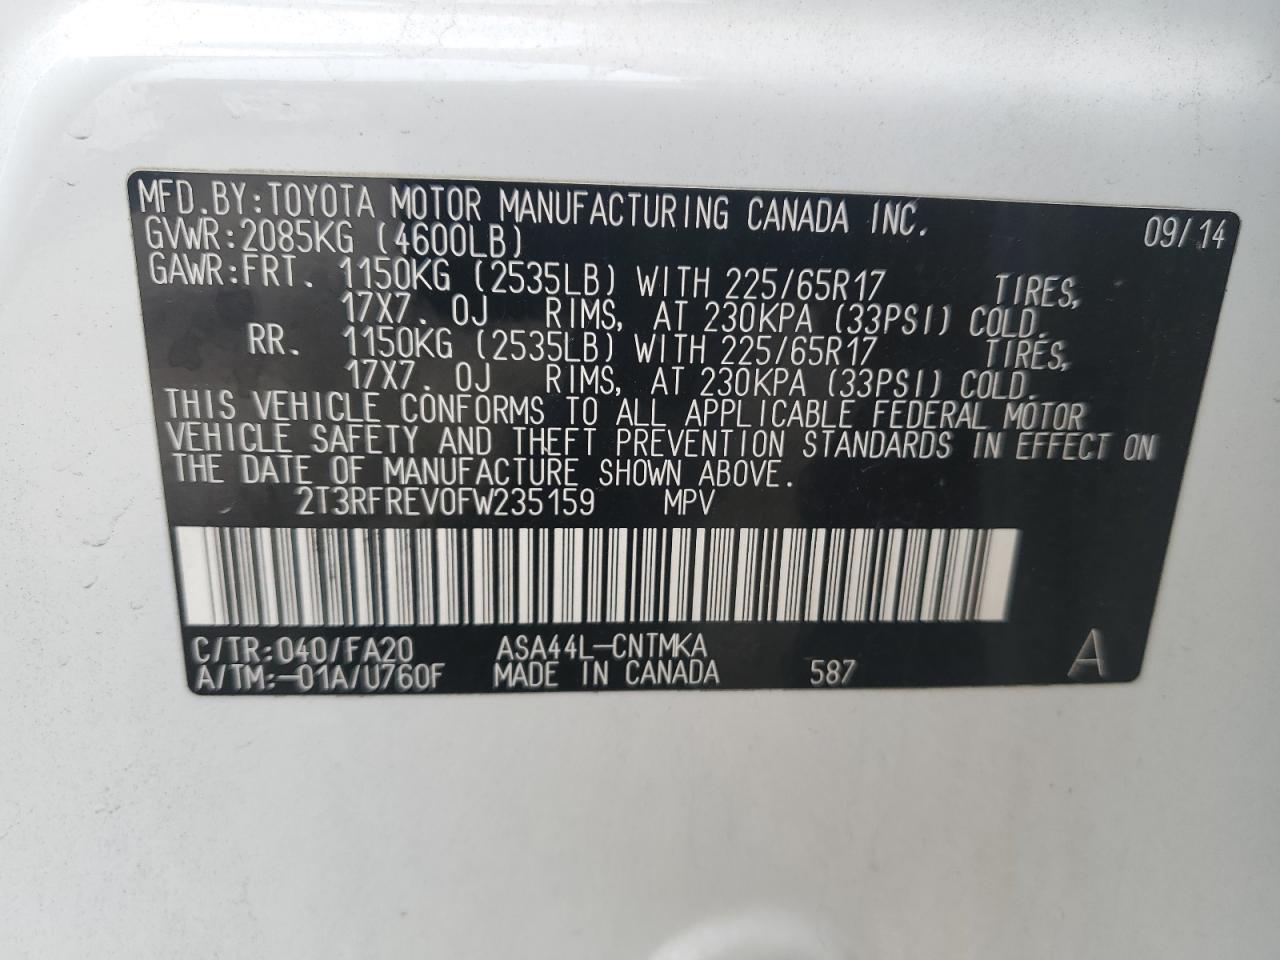 MFD.BY:TOYOTA MOTOR MANUFACTURING CANADA INC. 09/14
GVWR:2085KG (4600LB)
GAWR:FRT. 1150KG (2535LB) WITH 225/65R17 TIRES,
17X7.0J RIMS, AT 230KPA (33PSI) COLD.
RR. 1150KG (2535LB) WITH 225/65R17 TIRES,
17X7.0J RIMS, AT 230KPA (33PSI) COLD.
THIS VEHICLE CONFORMS TO ALL APPLICABLE FEDERAL MOTOR
VEHICLE SAFETY AND THEFT PREVENTION STANDARDS IN EFFECT ON
THE DATE OF MANUFACTURE SHOWN ABOVE.
2T3RFREV0FW235159 MPV
C/TR:040/FA20 ASA44L-CNTMKA
A/TM:-01A/U760F MADE IN CANADA 587 A